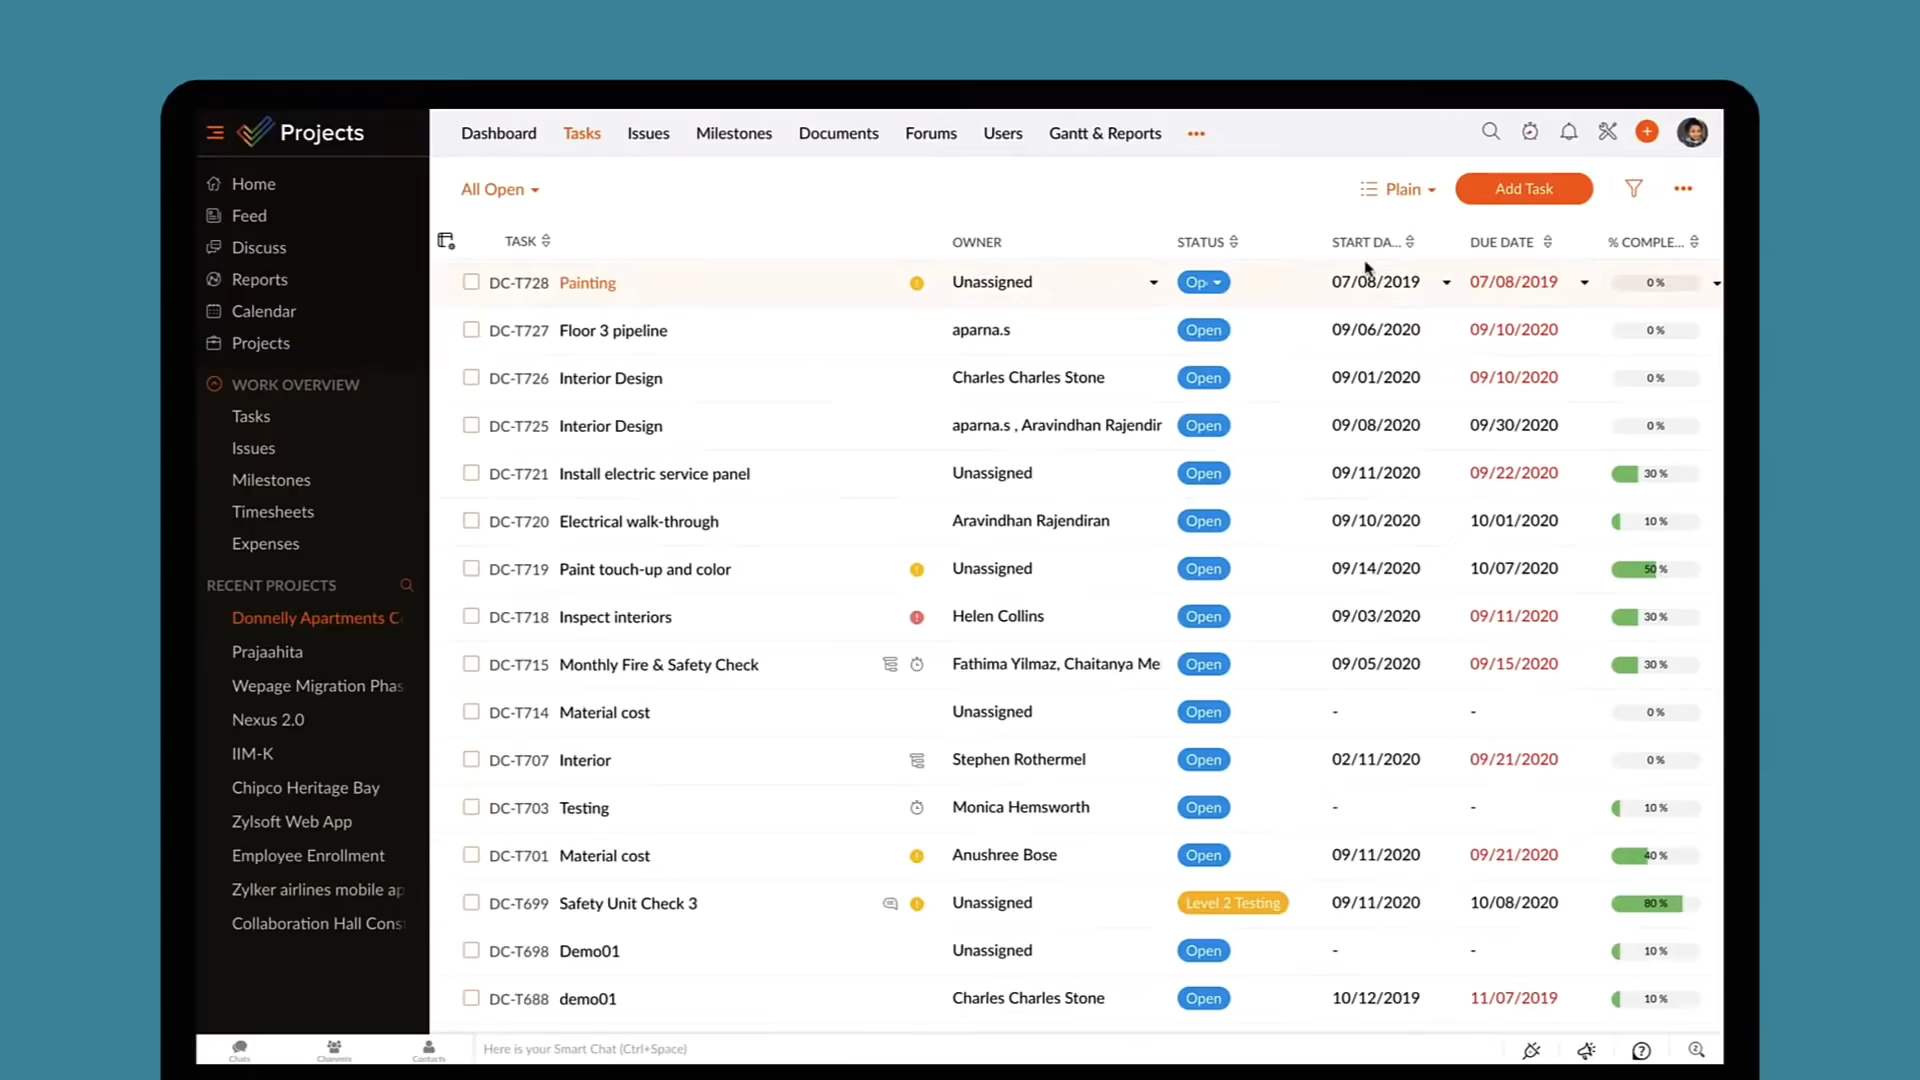 Projects
Dashboard Tasks Issues Milestones Documents Forums Users Gantt & Reports
Home
Feed
Discuss
Reports
Calendar
Projects
WORK OVERVIEW
Tasks
Issues
Milestones
Timesheets
Expenses
RECENT PROJECTS
Donnelly Apartments C
Prajaahita
Wepage Migration Phas
Nexus 2.0
IIM-K
Chipco Heritage Bay
Zylsoft Web App
Employee Enrollment
Zylker airlines mobile ap
Collaboration Hall Cons
All Open Plain Add Task
TASK OWNER STATUS START DA... DUE DATE % COMPLE...
DC-T728 Painting Unassigned Op 07/08/2019 07/08/2019 0 %
DC-T727 Floor 3 pipeline aparna.s Open 09/06/2020 09/10/2020 0 %
DC-T726 Interior Design Charles Charles Stone Open 09/01/2020 09/10/2020 0 %
DC-T725 Interior Design aparna.s , Aravindhan Rajendir Open 09/08/2020 09/30/2020 0 %
DC-T721 Install electric service panel Unassigned Open 09/11/2020 09/22/2020 30 %
DC-T720 Electrical walk-through Aravindhan Rajendiran Open 09/10/2020 10/01/2020 10 %
DC-T719 Paint touch-up and color Unassigned Open 09/14/2020 10/07/2020 50 %
DC-T718 Inspect interiors Helen Collins Open 09/03/2020 09/11/2020 30 %
DC-T715 Monthly Fire & Safety Check Fathima Yilmaz, Chaitanya Me Open 09/05/2020 09/15/2020 30 %
DC-T714 Material cost Unassigned Open - - 0 %
DC-T707 Interior Stephen Rothermel Open 02/11/2020 09/21/2020 0 %
DC-T703 Testing Monica Hemsworth Open - - 10 %
DC-T701 Material cost Anushree Bose Open 09/11/2020 09/21/2020 40 %
DC-T699 Safety Unit Check 3 Unassigned Level 2 Testing 09/11/2020 10/08/2020 80 %
DC-T698 Demo01 Unassigned Open - - 10 %
DC-T688 demo01 Charles Charles Stone Open 10/12/2019 11/07/2019 10 %
Chats Channels Contacts Here is your Smart Chat (Ctrl+Space)